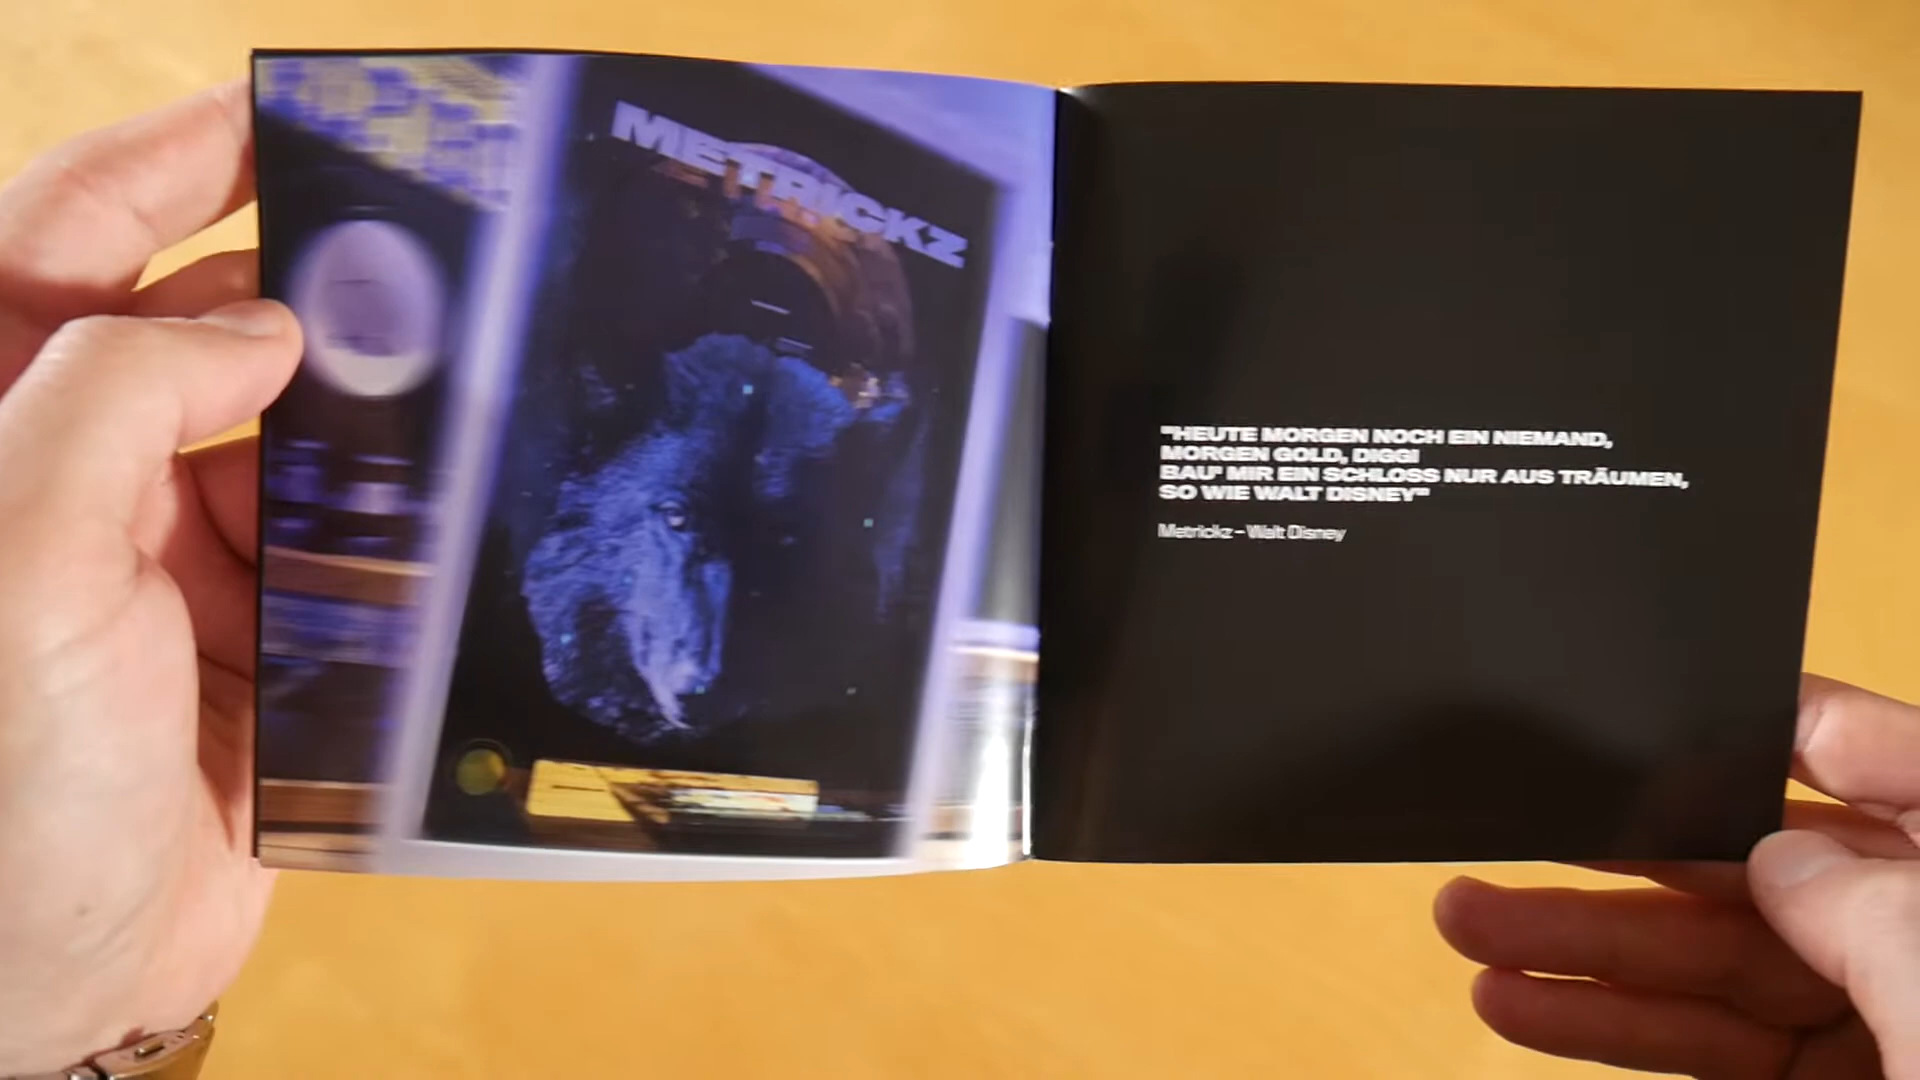 METRICKZ
"HEUTE MORGEN NOCH EIN NIEMAND,
MORGEN GOLD, DIGGI
BAU' MIR EIN SCHLOSS NUR AUS TRÄUMEN,
SO WIE WALT DISNEY"
Metrickz – Walt Disney